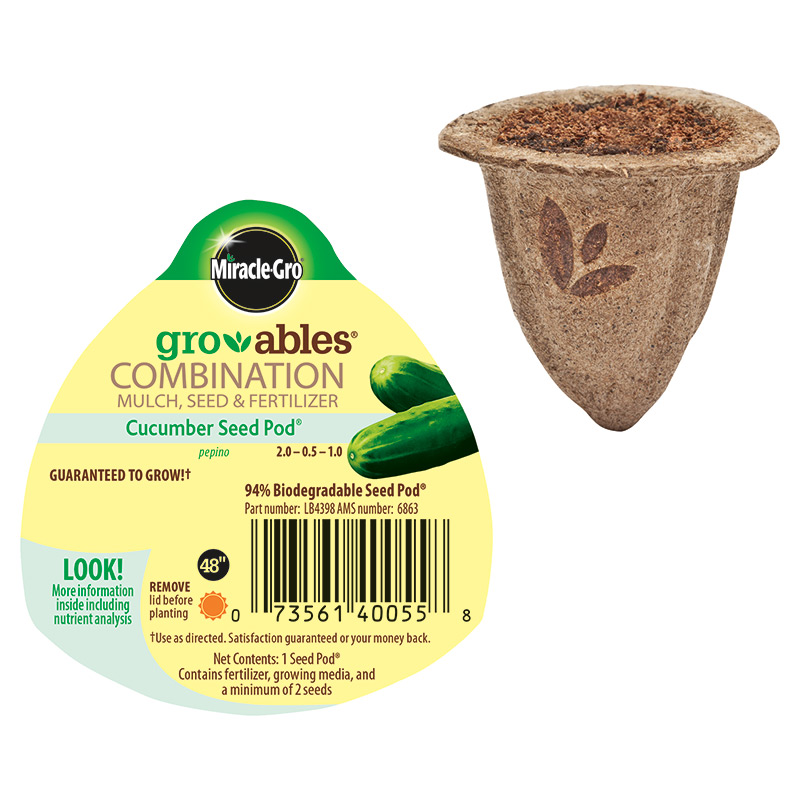 Miracle-Gro®
gro ables®
COMBINATION
MULCH, SEED & FERTILIZER
Cucumber Seed Pod®
pepino 2.0 – 0.5 – 1.0
GUARANTEED TO GROW!†
94% Biodegradable Seed Pod®
Part number: LB4398 AMS number: 6863
LOOK!
More information
inside including
nutrient analysis
48"
REMOVE
lid before
planting
0 73561 40055 8
†Use as directed. Satisfaction guaranteed or your money back.
Net Contents: 1 Seed Pod®
Contains fertilizer, growing media, and
a minimum of 2 seeds